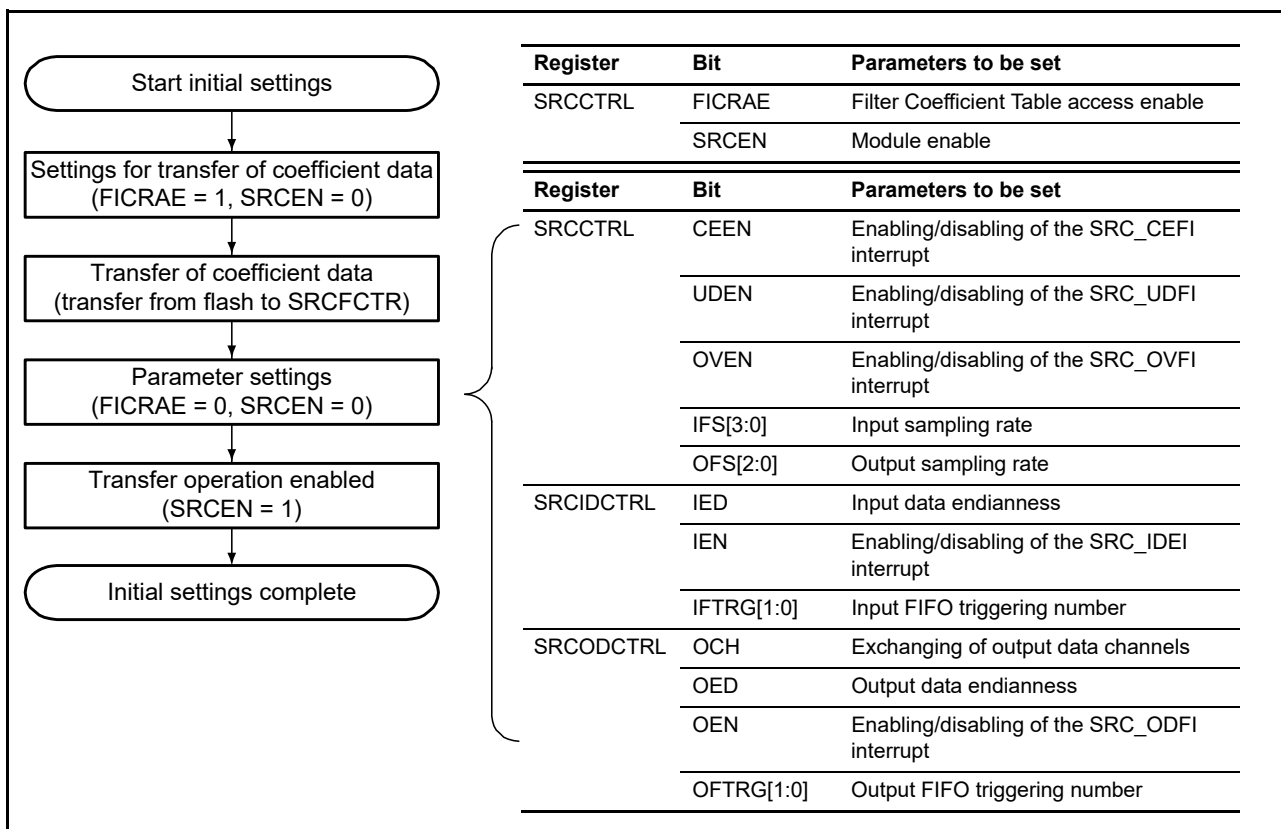 Start initial settings
Settings for transfer of coefficient data
(FICRAE = 1, SRCEN = 0)
Transfer of coefficient data
(transfer from flash to SRCFCTR)
Parameter settings
(FICRAE = 0, SRCEN = 0)
Transfer operation enabled
(SRCEN = 1)
Initial settings complete
Register Bit Parameters to be set
SRCCTRL FICRAE Filter Coefficient Table access enable
SRCEN Module enable
Register Bit Parameters to be set
SRCCTRL CEEN Enabling/disabling of the SRC_CEFI
interrupt
UDEN Enabling/disabling of the SRC_UDFI
interrupt
OVEN Enabling/disabling of the SRC_OVFI
interrupt
IFS[3:0] Input sampling rate
OFS[2:0] Output sampling rate
SRCIDCTRL IED Input data endianness
IEN Enabling/disabling of the SRC_IDEI
interrupt
IFTRG[1:0] Input FIFO triggering number
SRCODCTRL OCH Exchanging of output data channels
OED Output data endianness
OEN Enabling/disabling of the SRC_ODFI
interrupt
OFTRG[1:0] Output FIFO triggering number